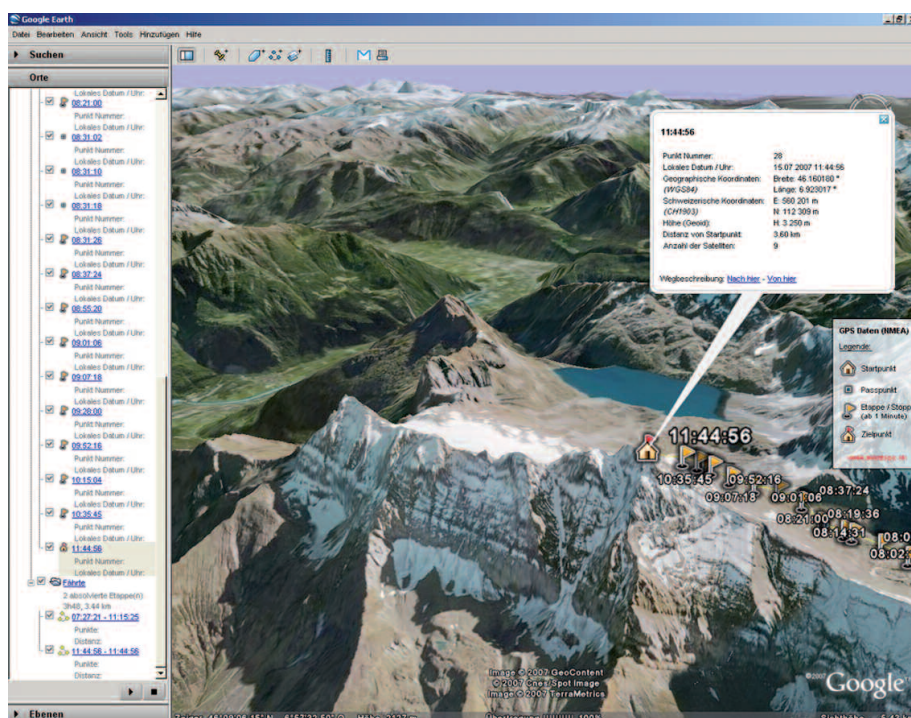 Google Earth
Datei Bearbeiten Ansicht Tools Hinzufügen Hilfe
Suchen
Orte
Lokales Datum / Uhr:
08:21:00
Punkt Nummer:
Lokales Datum / Uhr:
08:31:02
Punkt Nummer:
Lokales Datum / Uhr:
08:31:10
Punkt Nummer:
Lokales Datum / Uhr:
08:31:18
Punkt Nummer:
Lokales Datum / Uhr:
08:31:26
Punkt Nummer:
Lokales Datum / Uhr:
08:37:24
Punkt Nummer:
Lokales Datum / Uhr:
08:55:20
Punkt Nummer:
Lokales Datum / Uhr:
09:01:06
Punkt Nummer:
Lokales Datum / Uhr:
09:07:18
Punkt Nummer:
Lokales Datum / Uhr:
09:28:00
Punkt Nummer:
Lokales Datum / Uhr:
09:52:16
Punkt Nummer:
Lokales Datum / Uhr:
10:15:04
Punkt Nummer:
Lokales Datum / Uhr:
10:35:45
Punkt Nummer:
Lokales Datum / Uhr:
11:44:56
Punkt Nummer:
Lokales Datum / Uhr:
Fährte
2 absolvierte Etappe(n)
3h48, 3.44 km
07:27:21 - 11:15:25
Punkte:
Distanz:
11:44:56 - 11:44:56
Punkte:
Distanz:
Ebenen
11:44:56
Punkt Nummer: 28
Lokales Datum / Uhr: 15.07.2007 11:44:56
Geographische Koordinaten: Breite: 46.160180 °
(WGS84) Länge: 6.923017 °
Schweizerische Koordinaten: E: 560 201 m
(CH1903) N: 112 309 m
Höhe (Geoid): H: 3 250 m
Distanz von Startpunkt: 3.60 km
Anzahl der Satelliten: 9
Wegbeschreibung: Nach hier - Von hier
GPS Daten (NMEA)
Legende:
Startpunkt
Passpunkt
Etappe / Stopp
(ab 1 Minute)
Zielpunkt
11:44:56
10:35:45
09:52:16
09:07:18
09:01:06
08:37:24
08:21:00
08:19:36
08:14:31
08:0
08:02:
Image © 2007 GeoContent
© 2007 Cnes/Spot Image
Image © 2007 TerraMetrics
©2007 Google